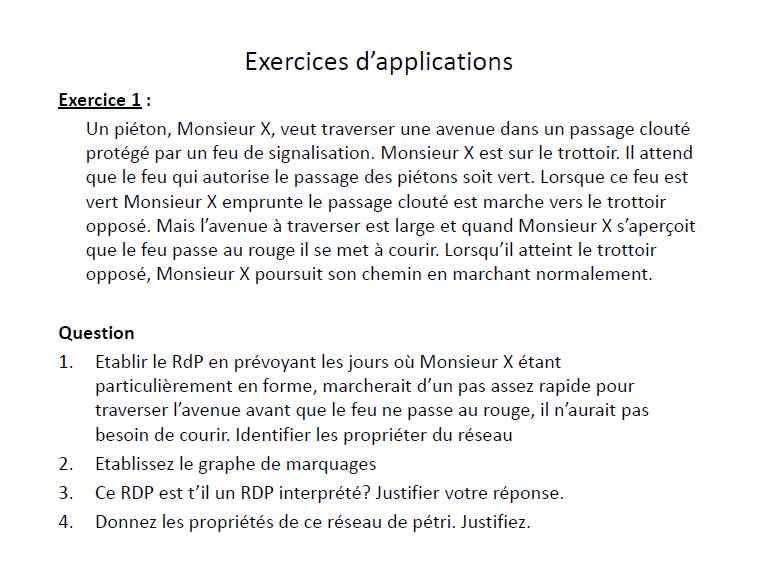 Exercices d’applications
Exercice 1 :
Un piéton, Monsieur X, veut traverser une avenue dans un passage clouté
protégé par un feu de signalisation. Monsieur X est sur le trottoir. Il attend
que le feu qui autorise le passage des piétons soit vert. Lorsque ce feu est
vert Monsieur X emprunte le passage clouté est marche vers le trottoir
opposé. Mais l’avenue à traverser est large et quand Monsieur X s’aperçoit
que le feu passe au rouge il se met à courir. Lorsqu’il atteint le trottoir
opposé, Monsieur X poursuit son chemin en marchant normalement.
Question
1. Etablir le RdP en prévoyant les jours où Monsieur X étant
particulièrement en forme, marcherait d’un pas assez rapide pour
traverser l’avenue avant que le feu ne passe au rouge, il n’aurait pas
besoin de courir. Identifier les propriéter du réseau
2. Etablissez le graphe de marquages
3. Ce RDP est t’il un RDP interprété? Justifier votre réponse.
4. Donnez les propriétés de ce réseau de pétri. Justifiez.